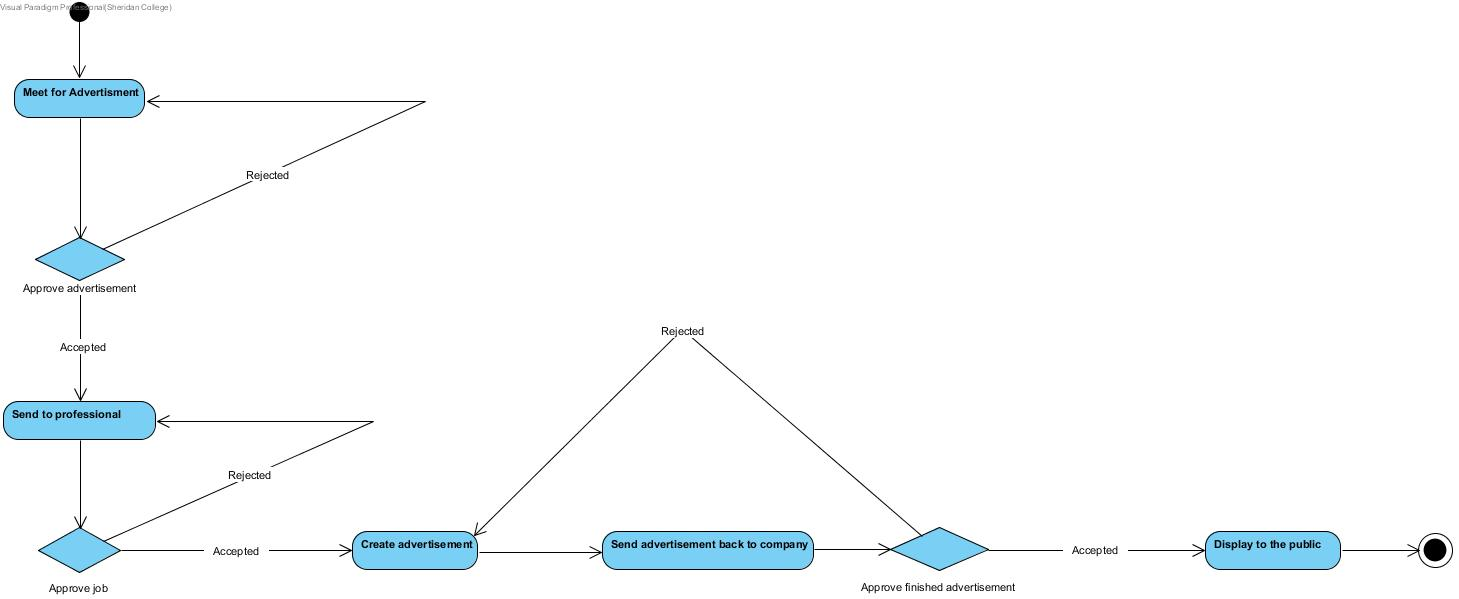 Visual Paradigm Professional(Sheridan College)
Meet for Advertisment
Rejected
Approve advertisement
Accepted
Send to professional
Rejected
Approve job
Accepted
Create advertisement
Rejected
Send advertisement back to company
Approve finished advertisement
Accepted
Display to the public